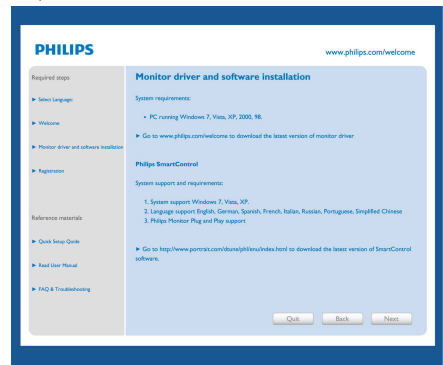 PHILIPS
www.philips.com/welcome
Required steps
► Select Language:
► Welcome
► Monitor driver and software installation
► Registration
Reference materials
► Quick Setup Guide
► Read User Manual
► FAQ & Troubleshooting
Monitor driver and software installation
System requirements:
• PC running Windows 7, Vista, XP, 2000, 98.
► Go to www.philips.com/welcome to download the latest version of monitor driver
Philips SmartControl
System support and requirements:
1. System support Windows 7, Vista, XP.
2. Language support English, German, Spanish, French, Italian, Russian, Portuguese, Simplified Chinese
3. Philips Monitor Plug and Play support
► Go to http://www.portrait.com/dtune/phl/enu/index.html to download the latest version of SmartControl
software.
Quit
Back
Next